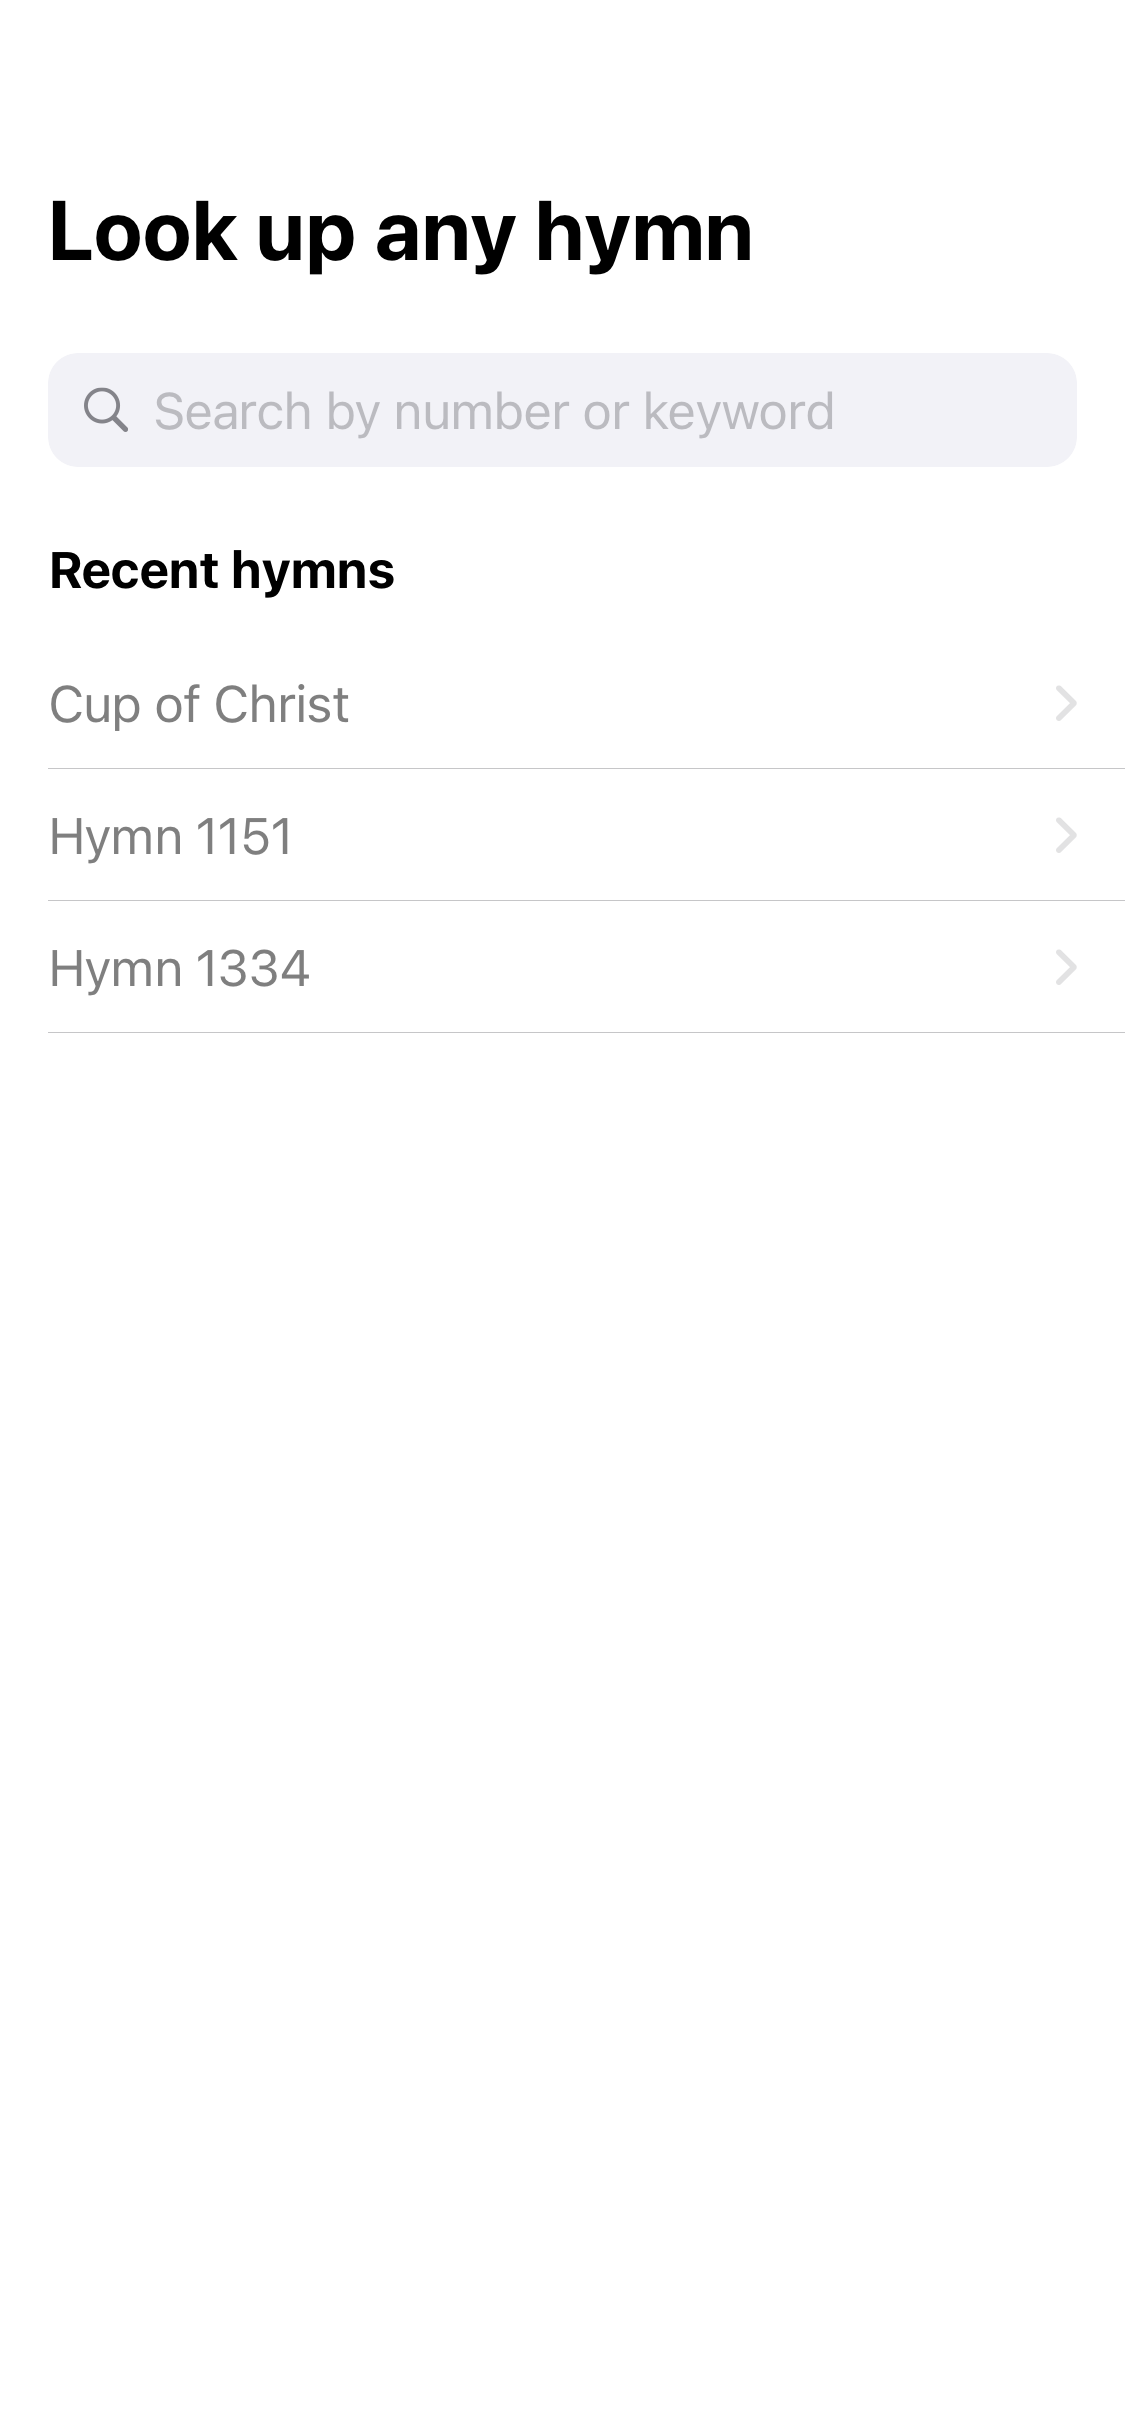 Look up any hymn
Search by number or keyword
Recent hymns
Cup of Christ
Hymn 1151
Hymn 1334